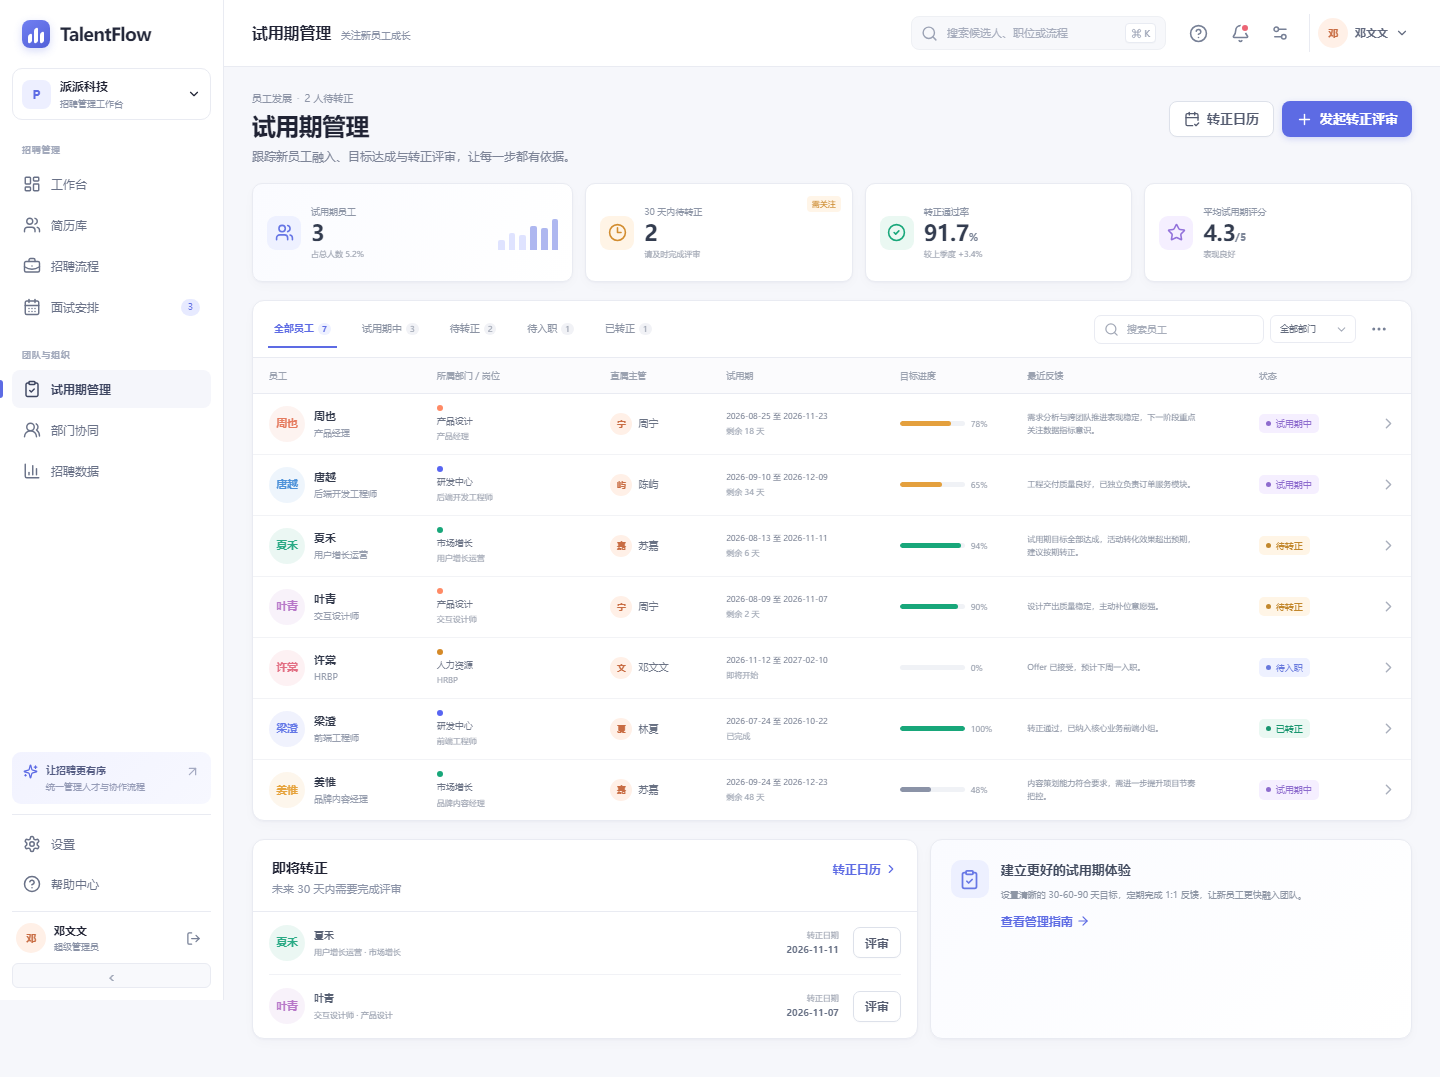 TalentFlow
P
派派科技
招聘管理工作台
招聘管理
工作台
简历库
招聘流程
面试安排
3
团队与组织
试用期管理
部门协同
招聘数据
让招聘更有序
统一管理人才与协作流程
设置
帮助中心
邓
邓文文
超级管理员
试用期管理
关注新员工成长
搜索候选人、职位或流程
⌘ K
邓
邓文文
员工发展 · 2 人待转正
试用期管理
跟踪新员工融入、目标达成与转正评审，让每一步都有依据。
转正日历
发起转正评审
试用期员工
3
占总人数 5.2%
30 天内待转正
2
请及时完成评审
需关注
转正通过率
91.7%
较上季度 +3.4%
平均试用期评分
4.3/5
表现良好
全部员工 7
试用期中 3
待转正 2
待入职 1
已转正 1
搜索员工
全部部门
员工
所属部门 / 岗位
直属主管
试用期
目标进度
最近反馈
状态
周也
周也
产品经理
产品设计
产品经理
宁
周宁
2026-08-25 至 2026-11-23
剩余 18 天
78%
需求分析与跨团队推进表现稳定，下一阶段重点
关注数据指标意识。
试用期中
唐越
唐越
后端开发工程师
研发中心
后端开发工程师
屿
陈屿
2026-09-10 至 2026-12-09
剩余 34 天
65%
工程交付质量良好，已独立负责订单服务模块。
试用期中
夏禾
夏禾
用户增长运营
市场增长
用户增长运营
嘉
苏嘉
2026-08-13 至 2026-11-11
剩余 6 天
94%
试用期目标全部达成，活动转化效果超出预期，
建议按期转正。
待转正
叶青
叶青
交互设计师
产品设计
交互设计师
宁
周宁
2026-08-09 至 2026-11-07
剩余 2 天
90%
设计产出质量稳定，主动补位意愿强。
待转正
许棠
许棠
HRBP
人力资源
HRBP
文
邓文文
2026-11-12 至 2027-02-10
即将开始
0%
Offer 已接受，预计下周一入职。
待入职
梁澄
梁澄
前端工程师
研发中心
前端工程师
夏
林夏
2026-07-24 至 2026-10-22
已完成
100%
转正通过，已纳入核心业务前端小组。
已转正
姜惟
姜惟
品牌内容经理
市场增长
品牌内容经理
嘉
苏嘉
2026-09-24 至 2026-12-23
剩余 48 天
48%
内容策划能力符合要求，需进一步提升项目节奏
把控。
试用期中
即将转正
未来 30 天内需要完成评审
转正日历
夏禾
夏禾
用户增长运营 · 市场增长
转正日期
2026-11-11
评审
叶青
叶青
交互设计师 · 产品设计
转正日期
2026-11-07
评审
建立更好的试用期体验
设置清晰的 30-60-90 天目标，定期完成 1:1 反馈，让新员工更快融入团队。
查看管理指南